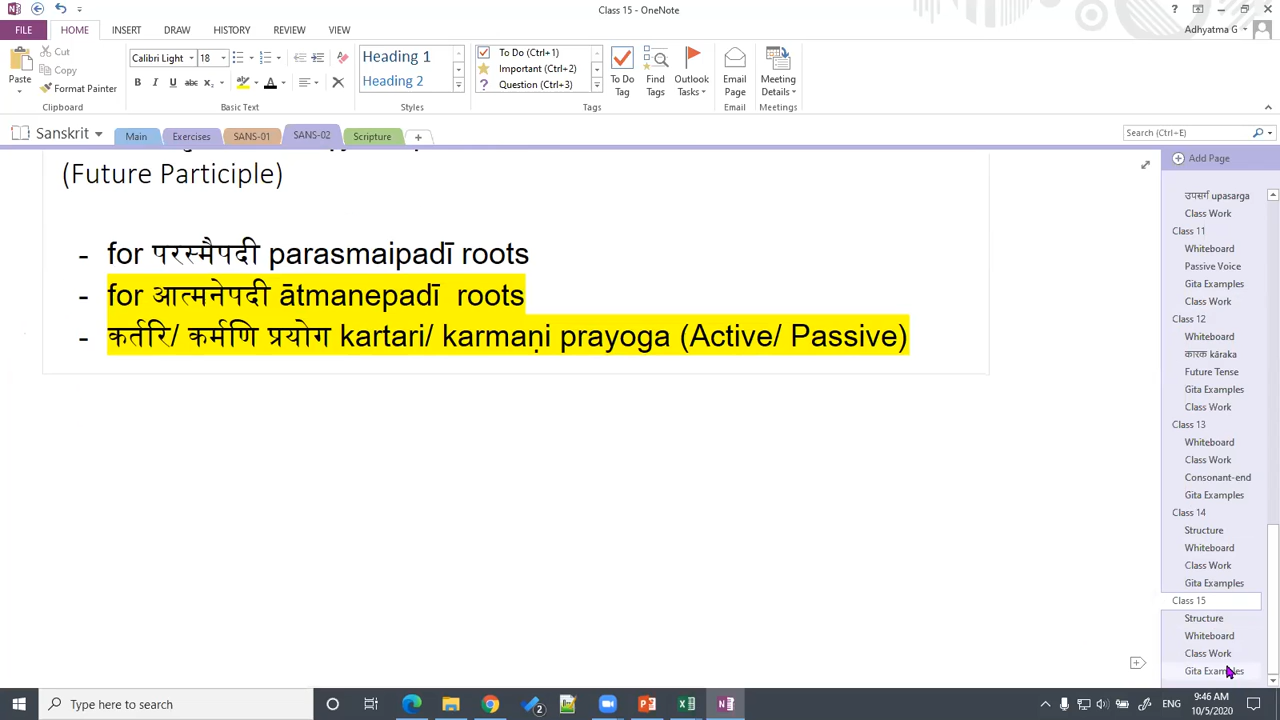 Class 15 - OneNote
?
Adhyatma G
FILE
HOME
INSERT
DRAW
HISTORY
REVIEW
VIEW
Paste
Cut
Copy
Format Painter
Clipboard
Calibri Light
18
B I U abc x₂ A
Basic Text
Heading 1
Heading 2
Styles
To Do (Ctrl+1)
Important (Ctrl+2)
? Question (Ctrl+3)
To Do Tag
Find Tags
Outlook Tasks
Tags
Email Page
Email
Meeting Details
Meetings
Sanskrit
Main
Exercises
SANS-01
SANS-02
Scripture
Search (Ctrl+E)
(Future Participle)
- for परस्मैपदी parasmaipadī roots
- for आत्मनेपदी ātmanepadī roots
- कर्तरि/ कर्मणि प्रयोग kartari/ karmaṇi prayoga (Active/ Passive)
Add Page
उपसर्ग upasarga
Class Work
Class 11
Whiteboard
Passive Voice
Gita Examples
Class Work
Class 12
Whiteboard
कारक kāraka
Future Tense
Gita Examples
Class Work
Class 13
Whiteboard
Class Work
Consonant-end
Gita Examples
Class 14
Structure
Whiteboard
Class Work
Gita Examples
Class 15
Structure
Whiteboard
Class Work
Gita Examples
Type here to search
2
ENG
9:46 AM
10/5/2020